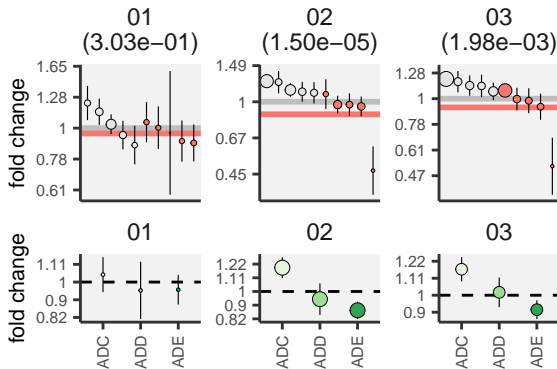 01
(3.03e−01)
02
(1.50e−05)
03
(1.98e−03)
fold change
1.65
1.28
1
0.78
0.61
1.49
1
0.67
0.45
1.28
1
0.78
0.61
0.47
01
02
03
fold change
1.11
1
0.9
0.82
1.22
1.11
0.9
0.82
1.22
1.11
1
0.9
ADC
ADD
ADE
ADC
ADD
ADE
ADC
ADD
ADE